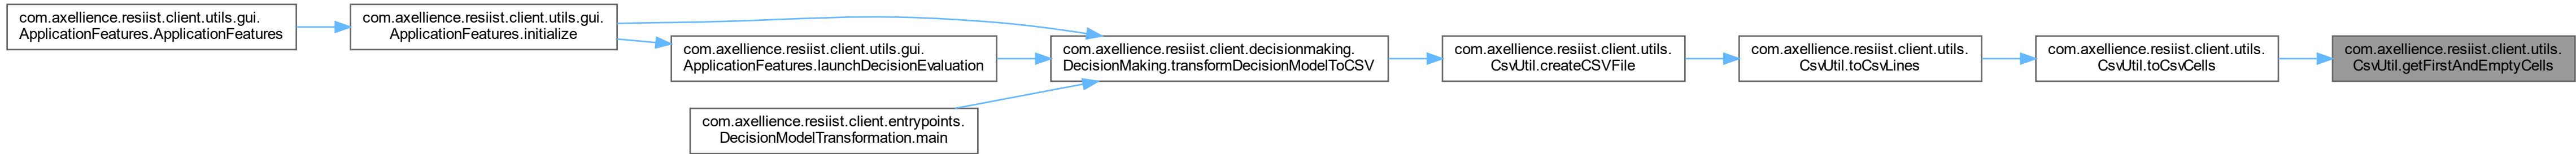 com.axellience.resiist.client.utils.gui.
ApplicationFeatures.ApplicationFeatures
com.axellience.resiist.client.utils.gui.
ApplicationFeatures.initialize
com.axellience.resiist.client.utils.gui.
ApplicationFeatures.launchDecisionEvaluation
com.axellience.resiist.client.entrypoints.
DecisionModelTransformation.main
com.axellience.resiist.client.decisionmaking.
DecisionMaking.transformDecisionModelToCSV
com.axellience.resiist.client.utils.
CsvUtil.createCSVFile
com.axellience.resiist.client.utils.
CsvUtil.toCsvLines
com.axellience.resiist.client.utils.
CsvUtil.toCsvCells
com.axellience.resiist.client.utils.
CsvUtil.getFirstAndEmptyCells